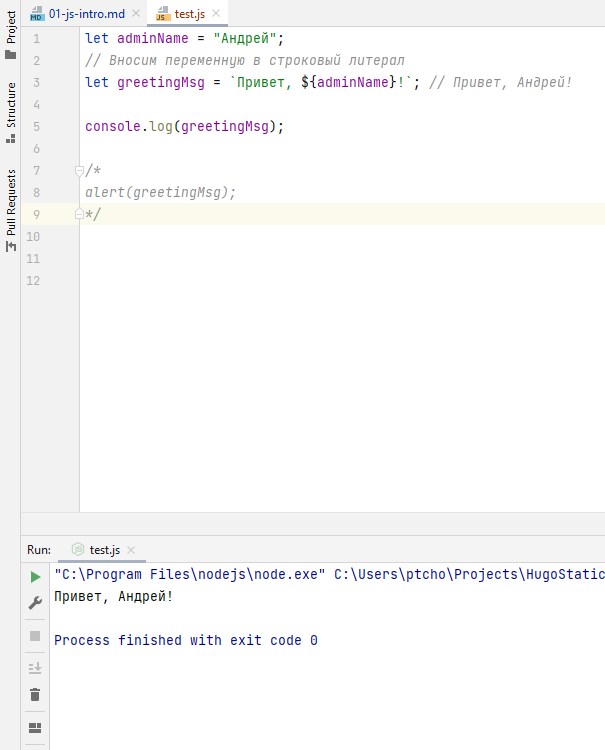 01-js-intro.md
test.js
Project
Structure
Pull Requests
1 let adminName = "Андрей";
2 // Вносим переменную в строковый литерал
3 let greetingMsg = `Привет, ${adminName}!`; // Привет, Андрей!
4
5 console.log(greetingMsg);
6
7 /*
8 alert(greetingMsg);
9 */
10
11
12
Run: test.js
"C:\Program Files\nodejs\node.exe" C:\Users\ptcho\Projects\HugoStatic
Привет, Андрей!
Process finished with exit code 0